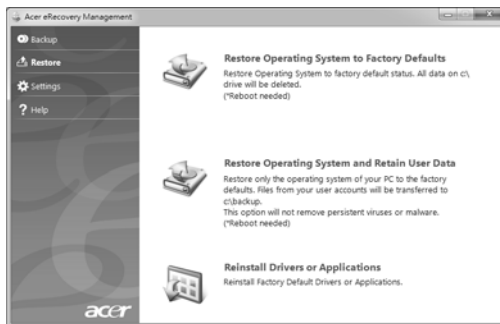 Acer eRecovery Management
Backup
Restore
Settings
Help
Restore Operating System to Factory Defaults
Restore Operating System to factory default status. All data on c\
drive will be deleted.
(*Reboot needed)
Restore Operating System and Retain User Data
Restore only the operating system of your PC to the factory
defaults. Files from your user accounts will be transferred to
c:\backup.
This option will not remove persistent viruses or malware.
(*Reboot needed)
Reinstall Drivers or Applications
Reinstall Factory Default Drivers or Applications.
acer